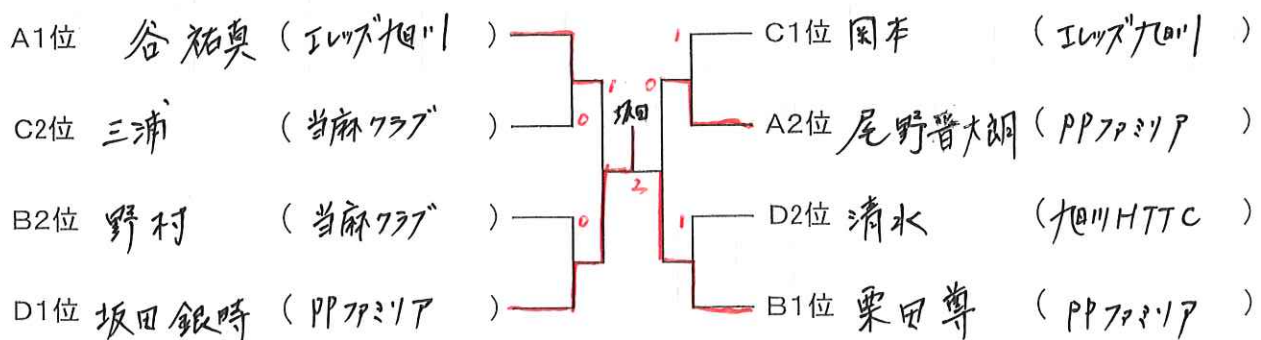 A1位 谷 祐真 (エレッズ旭川) 1 C1位 岡本 (エレッズ旭川)
1 0
C2位 三浦 (当麻クラブ) 0 坂田 A2位 尾野晋大朗 (PPファミリア)
2
B2位 野村 (当麻クラブ) 0 1 D2位 清水 (旭川HTTC)
D1位 坂田銀時 (PPファミリア) B1位 栗田尊 (PPファミリア)